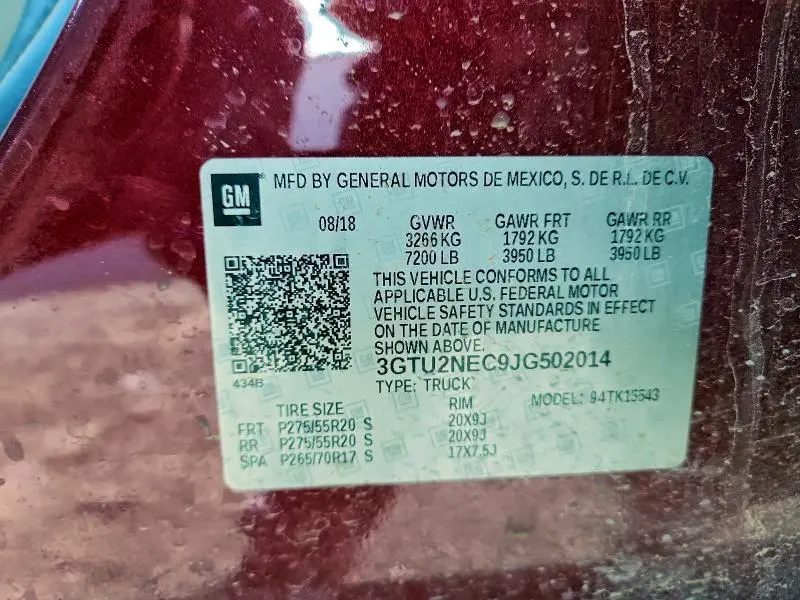 GM
MFD BY GENERAL MOTORS DE MEXICO, S. DE R.L. DE C.V.
08/18 GVWR GAWR FRT GAWR RR
3266 KG 1792 KG 1792 KG
7200 LB 3950 LB 3950 LB
THIS VEHICLE CONFORMS TO ALL
APPLICABLE U.S. FEDERAL MOTOR
VEHICLE SAFETY STANDARDS IN EFFECT
ON THE DATE OF MANUFACTURE
SHOWN ABOVE.
3GTU2NEC9JG502014
434B
TYPE: TRUCK
MODEL: 94TK15543
TIRE SIZE RIM
FRT P275/55R20 S 20X9J
RR P275/55R20 S 20X9J
SPA P265/70R17 S 17X7.5J